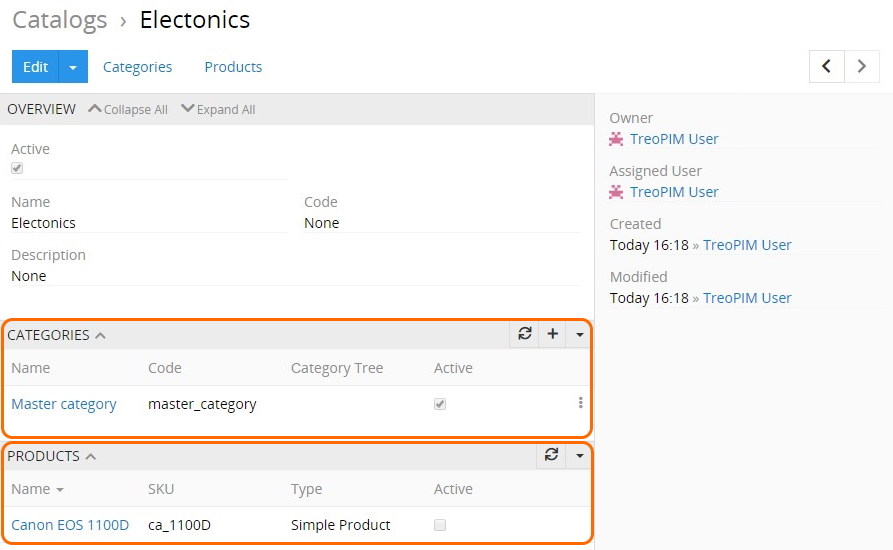 Catalogs › Electonics
Edit Categories Products
OVERVIEW Collapse All Expand All
Active
Name Code
Electonics None
Description
None
Owner
TreoPIM User
Assigned User
TreoPIM User
Created
Today 16:18 » TreoPIM User
Modified
Today 16:18 » TreoPIM User
CATEGORIES
Name Code Category Tree Active
Master category master_category
PRODUCTS
Name SKU Type Active
Canon EOS 1100D ca_1100D Simple Product